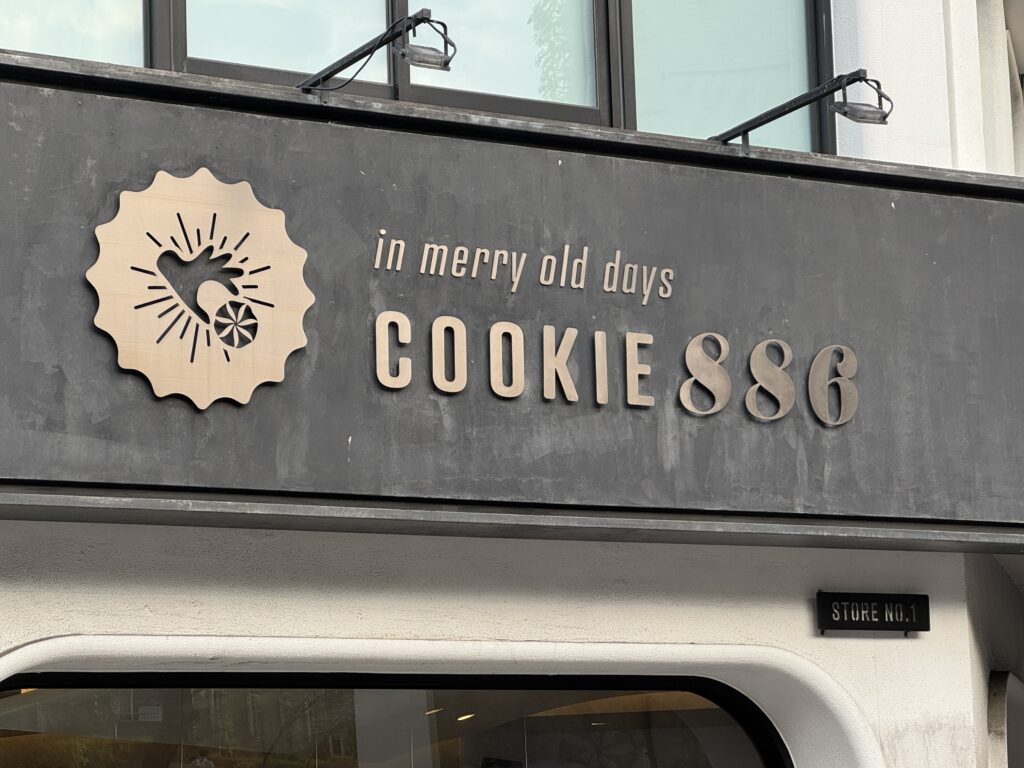 in merry old days
COOKIE 886
STORE NO.1